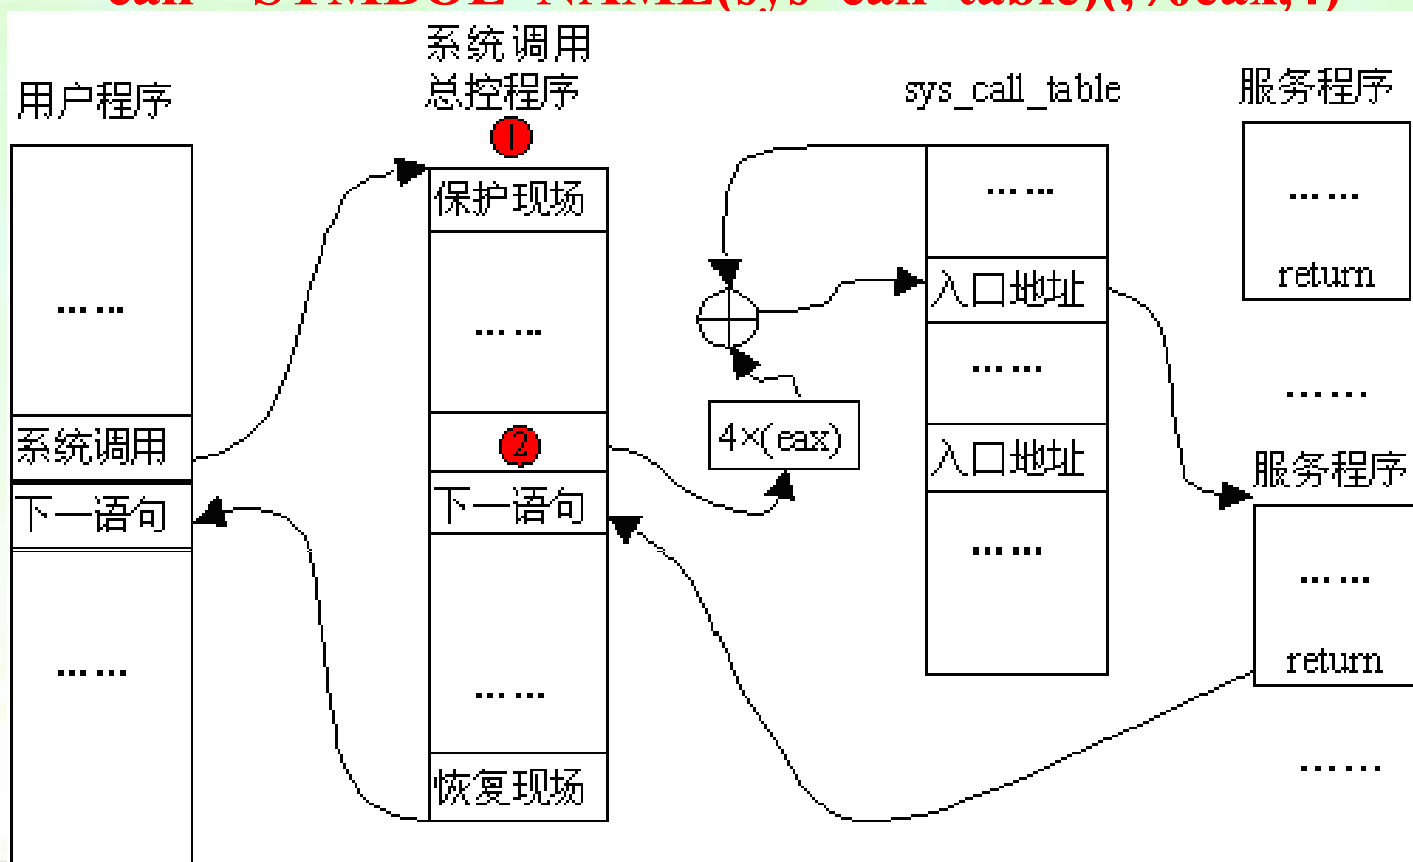 系统调用
总控程序
用户程序
sys_call_table
服务程序
1
保护现场
……
……
入口地址
return
……
……
……
……
系统调用
2
4×(eax)
入口地址
服务程序
下一语句
下一语句
……
……
……
return
……
恢复现场
……